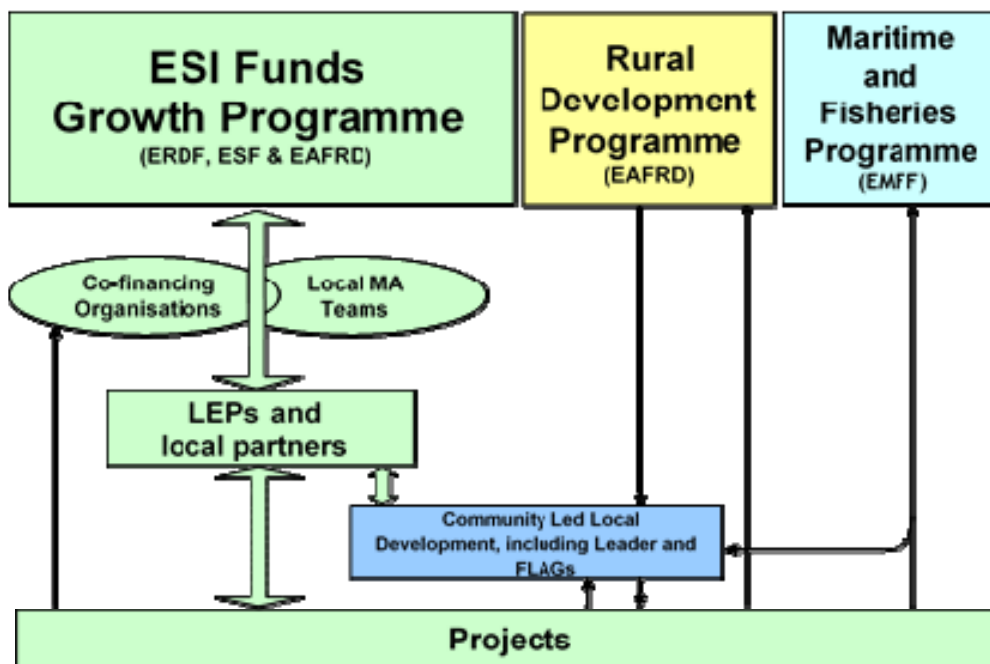 ESI Funds
Growth Programme
(ERDF, ESF & EAFRD)
Rural
Development
Programme
(EAFRD)
Maritime
and
Fisheries
Programme
(EMFF)
Co-financing
Organisations
Local MA
Teams
LEPs and
local partners
Community Led Local
Development, including Leader and
FLAGs
Projects